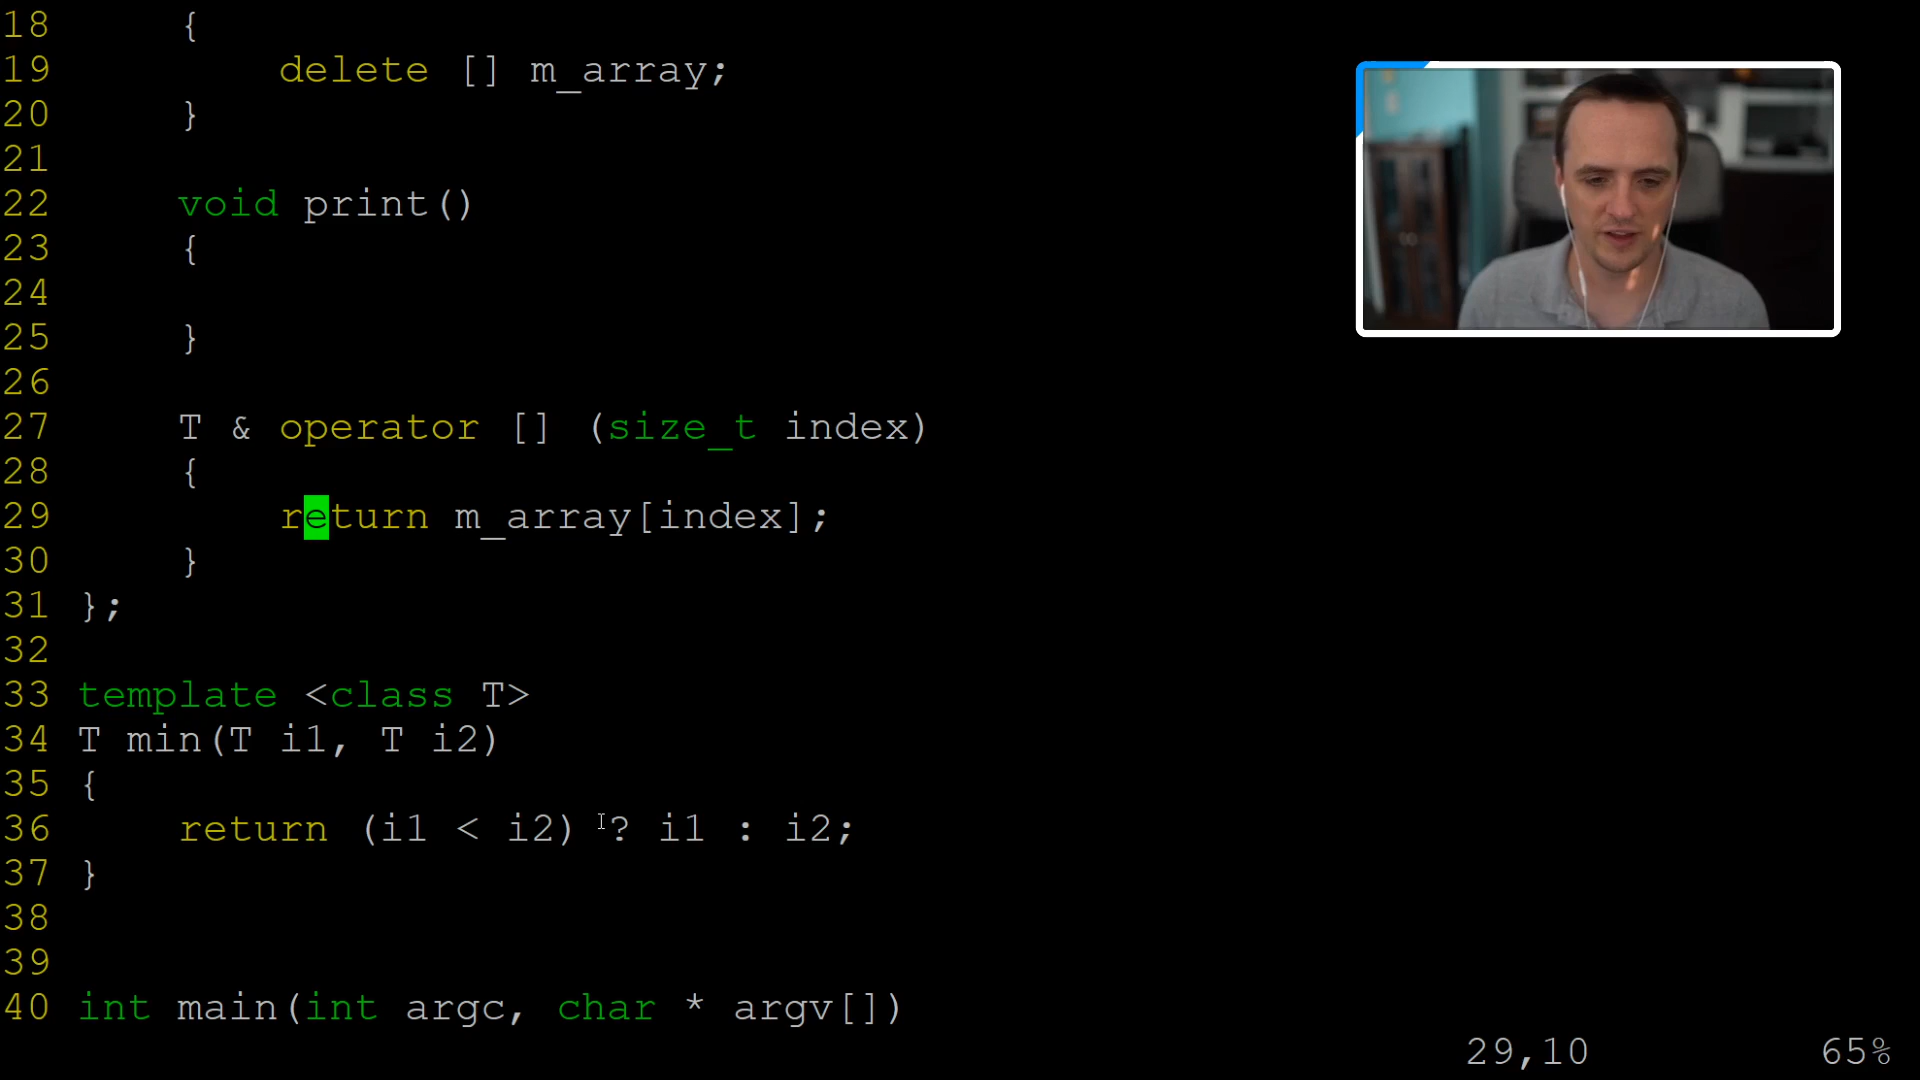 18 {
19 delete [] m_array;
20 }
21
22 void print()
23 {
24
25 }
26
27 T & operator [] (size_t index)
28 {
29 return m_array[index];
30 }
31 };
32
33 template <class T>
34 T min(T i1, T i2)
35 {
36 return (i1 < i2) ? i1 : i2;
37 }
38
39
40 int main(int argc, char * argv[])
29,10 65%